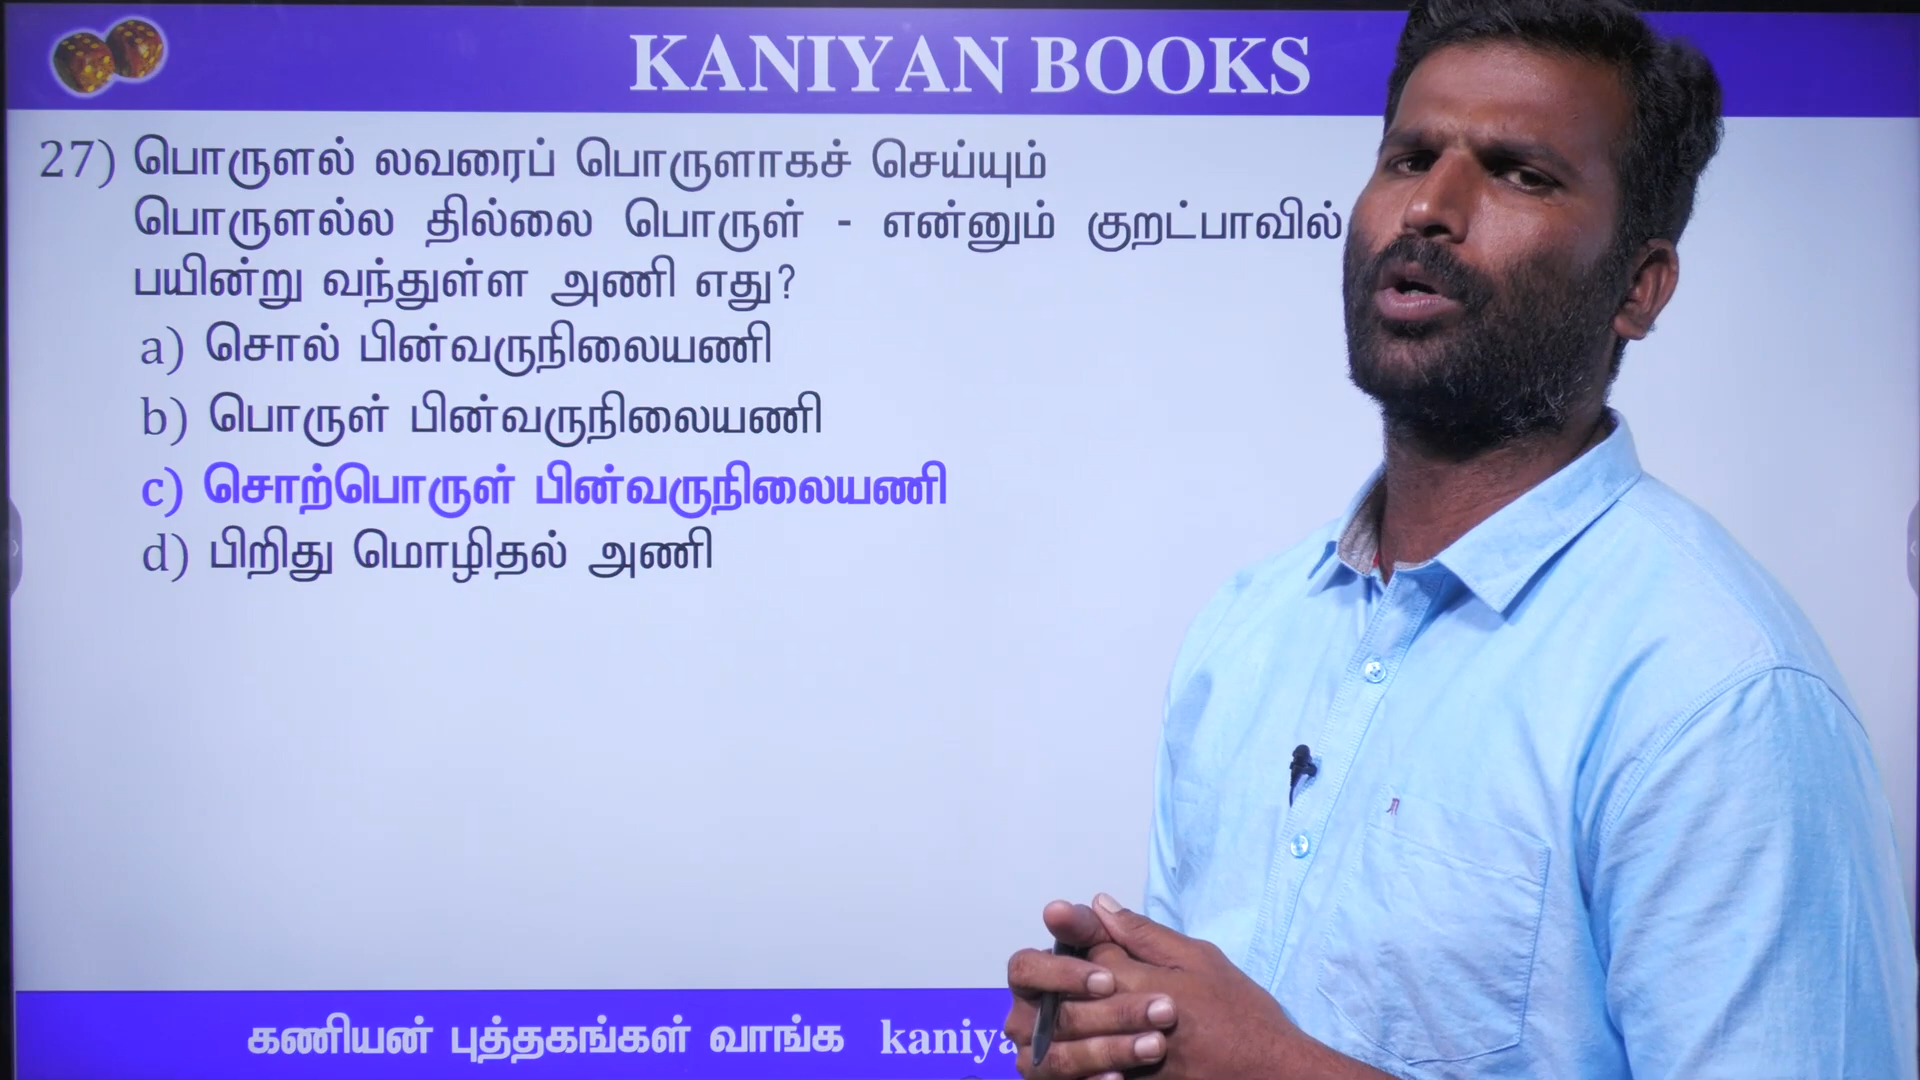 KANIYAN BOOKS
27) பொருளல் லவரைப் பொருளாகச் செய்யும்
பொருளல்ல தில்லை பொருள் - என்னும் குறட்பாவில்
பயின்று வந்துள்ள அணி எது?
a) சொல் பின்வருநிலையணி
b) பொருள் பின்வருநிலையணி
c) சொற்பொருள் பின்வருநிலையணி
d) பிறிது மொழிதல் அணி
கணியன் புத்தகங்கள் வாங்க